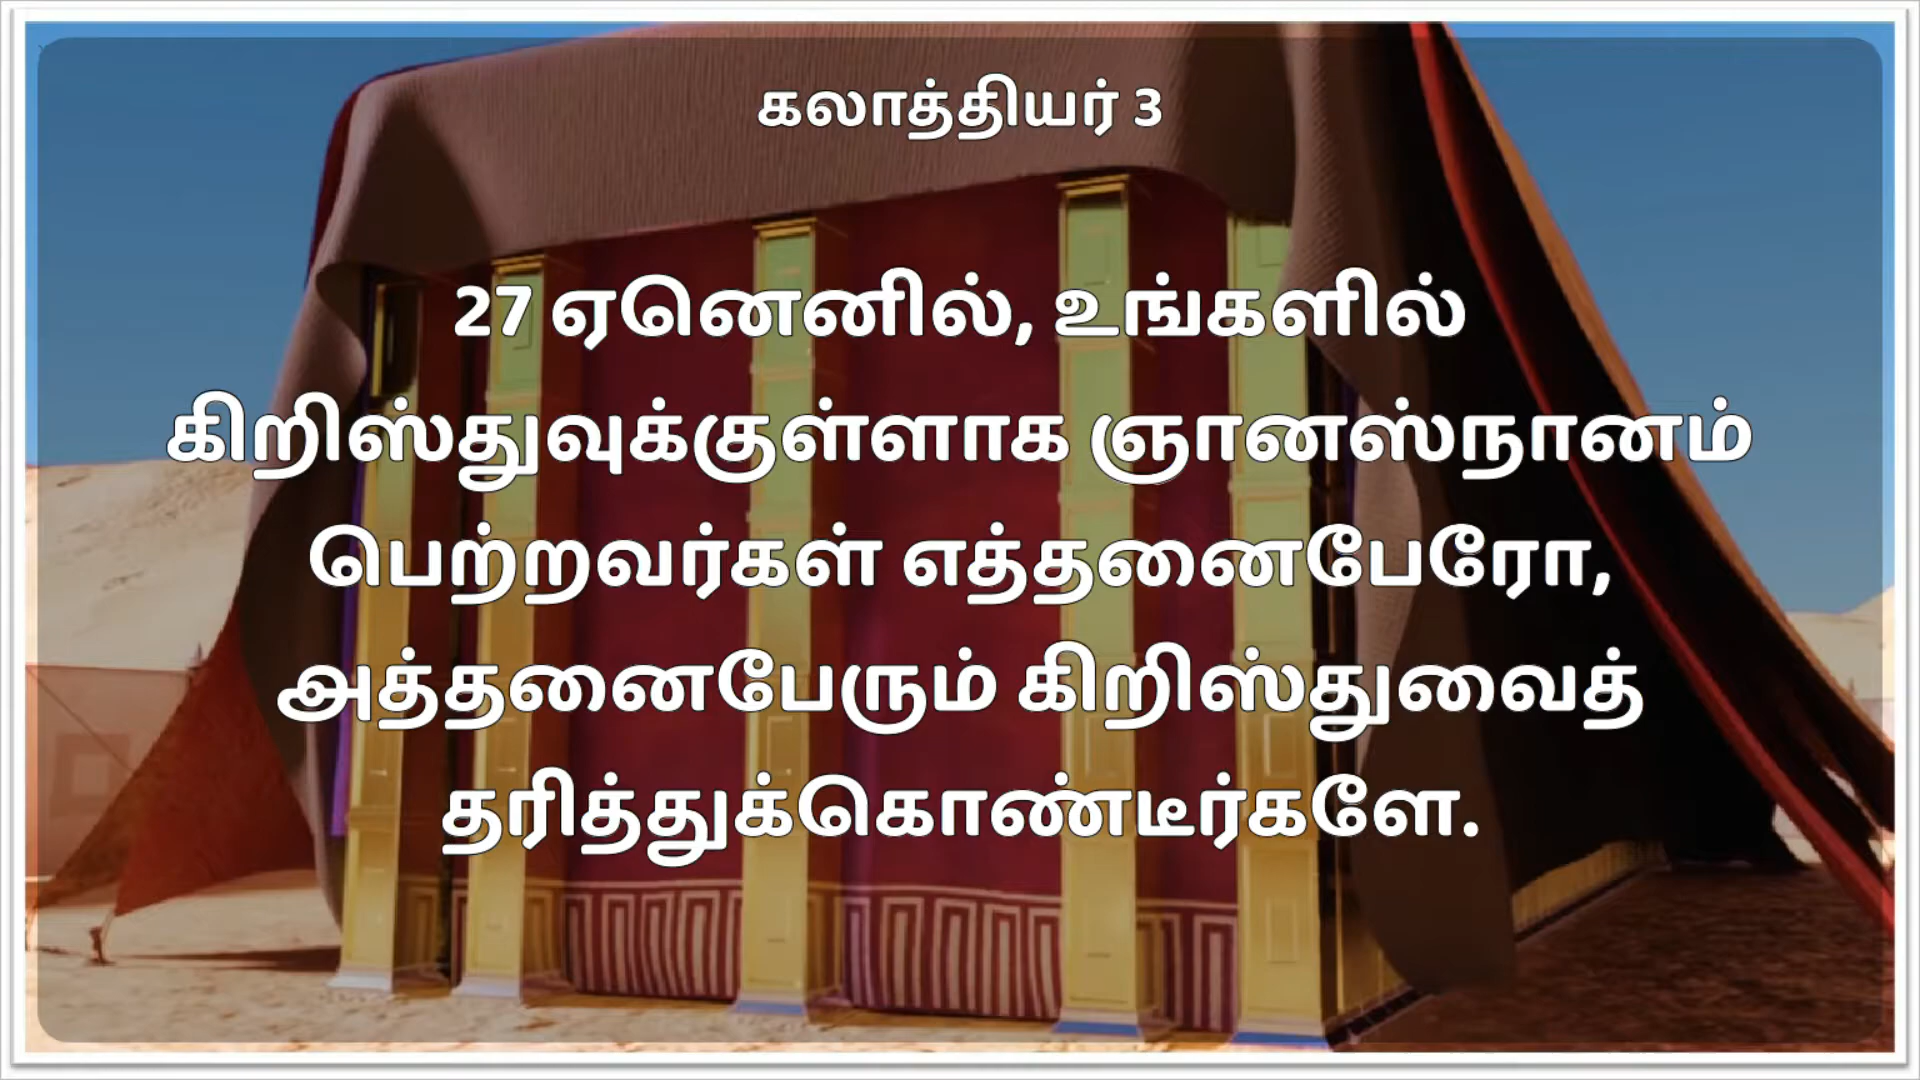 கலாத்தியர் 3
27 ஏனெனில், உங்களில்
கிறிஸ்துவுக்குள்ளாக ஞானஸ்நானம்
பெற்றவர்கள் எத்தனைபேரோ,
அத்தனைபேரும் கிறிஸ்துவைத்
தரித்துக்கொண்டீர்களே.